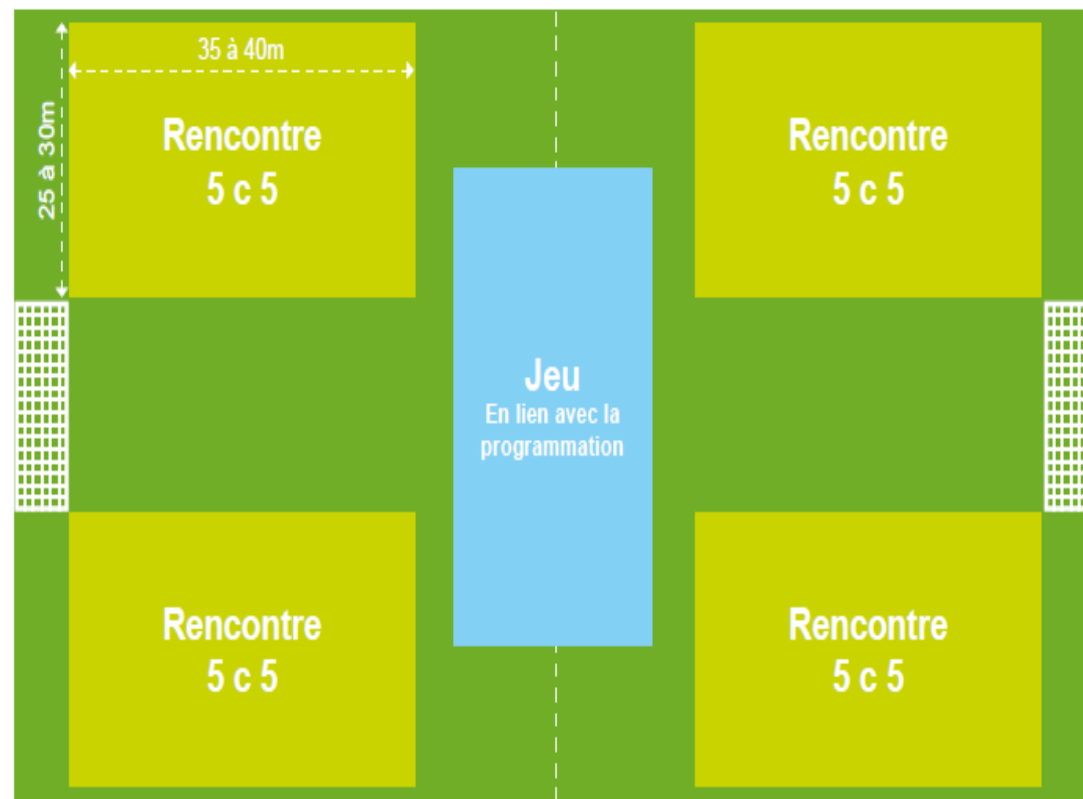 35 à 40m
25 à 30m
Rencontre
5 c 5
Rencontre
5 c 5
Jeu
En lien avec la
programmation
Rencontre
5 c 5
Rencontre
5 c 5